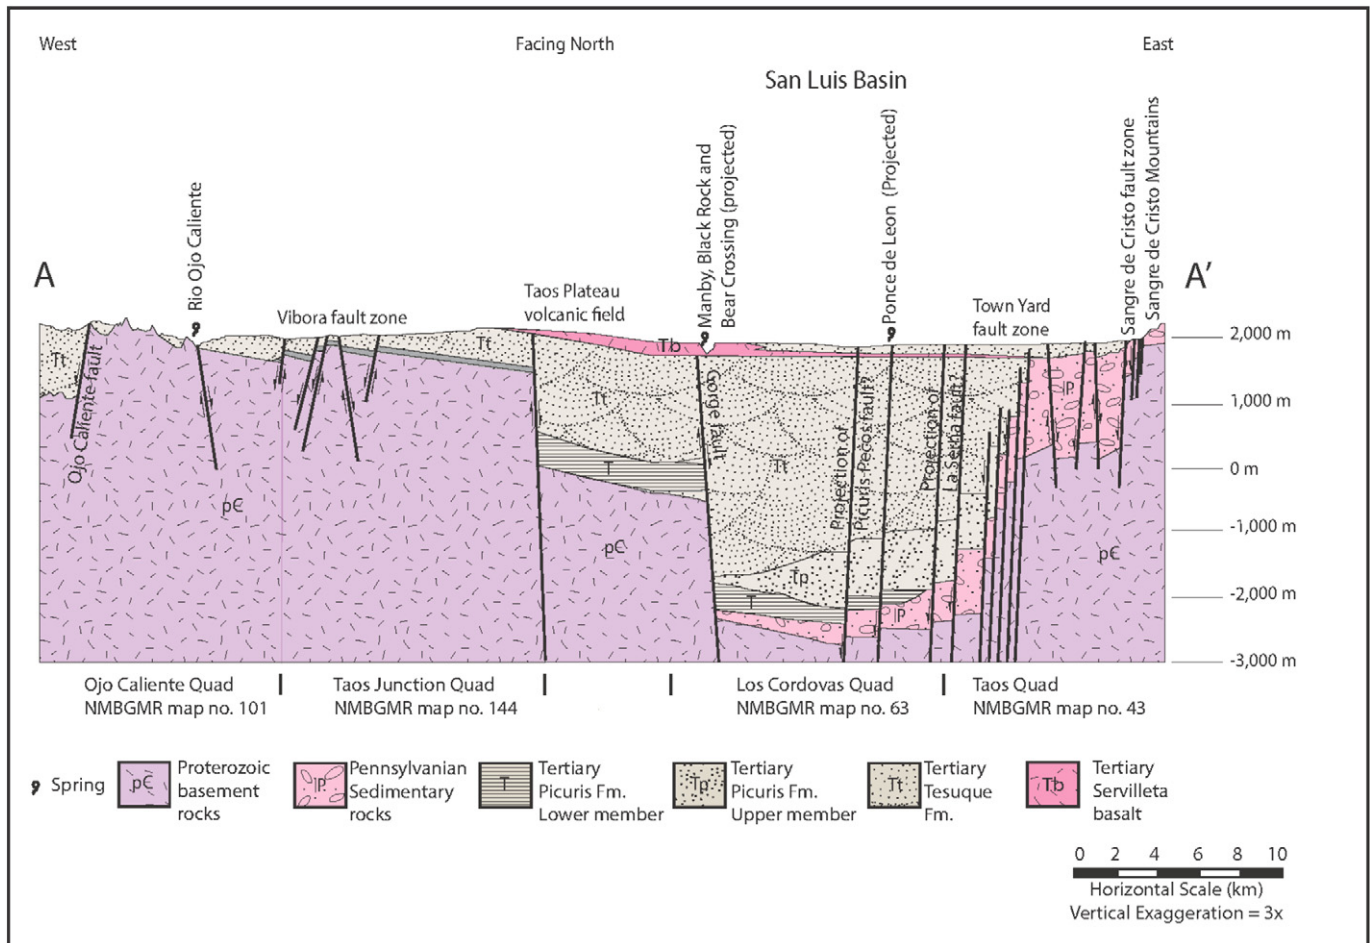 West
Facing North
East
San Luis Basin
A
A'
Rio Ojo Caliente
Vibora fault zone
Taos Plateau
volcanic field
Manby, Black Rock and
Bear Crossing (projected)
Ponce de Leon (Projected)
Town Yard
fault zone
Sangre de Cristo fault zone
Sangre de Cristo Mountains
Tt
Ojo Caliente fault
Tt
Tb
Tt
Gorge fault
Tt
Projection of
Picuris-Pecos fault?
Projection of
La Serna fault?
IP
T
pЄ
pЄ
pЄ
Tp
T
IP
2,000 m
1,000 m
0 m
-1,000 m
-2,000 m
-3,000 m
Ojo Caliente Quad
NMBGMR map no. 101
Taos Junction Quad
NMBGMR map no. 144
Los Cordovas Quad
NMBGMR map no. 63
Taos Quad
NMBGMR map no. 43
Spring
pЄ
Proterozoic
basement
rocks
IP
Pennsylvanian
Sedimentary
rocks
T
Tertiary
Picuris Fm.
Lower member
Tp
Tertiary
Picuris Fm.
Upper member
Tt
Tertiary
Tesuque
Fm.
Tb
Tertiary
Servilleta
basalt
0 2 4 6 8 10
Horizontal Scale (km)
Vertical Exaggeration = 3x